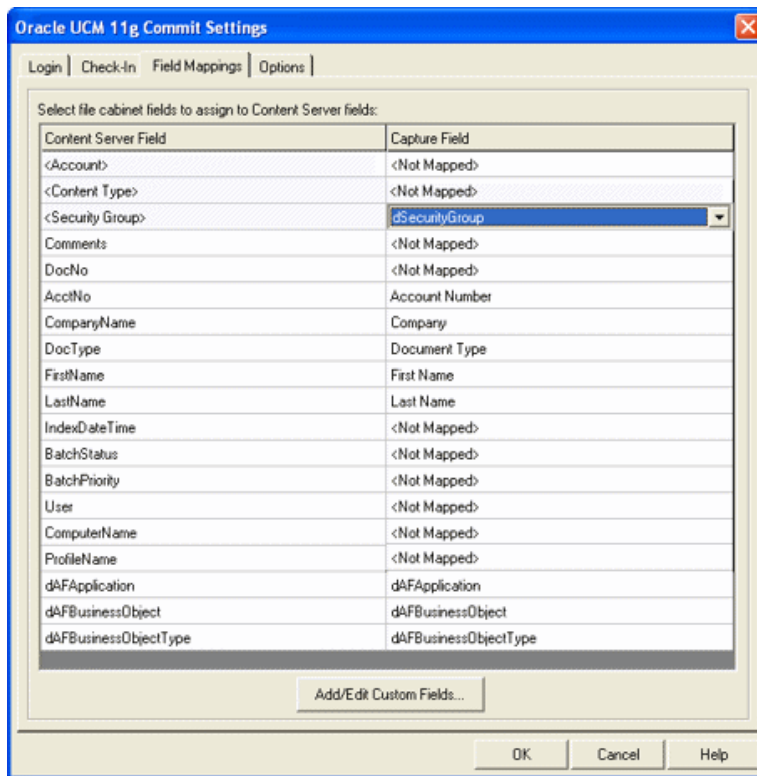 Oracle UCM 11g Commit Settings
Login Check-In Field Mappings Options
Select file cabinet fields to assign to Content Server fields:
Content Server Field Capture Field
<Account> <Not Mapped>
<Content Type> <Not Mapped>
<Security Group> dSecurityGroup
Comments <Not Mapped>
DocNo <Not Mapped>
AcctNo Account Number
CompanyName Company
DocType Document Type
FirstName First Name
LastName Last Name
IndexDateTime <Not Mapped>
BatchStatus <Not Mapped>
BatchPriority <Not Mapped>
User <Not Mapped>
ComputerName <Not Mapped>
ProfileName <Not Mapped>
dAFApplication dAFApplication
dAFBusinessObject dAFBusinessObject
dAFBusinessObjectType dAFBusinessObjectType
Add/Edit Custom Fields...
OK Cancel Help